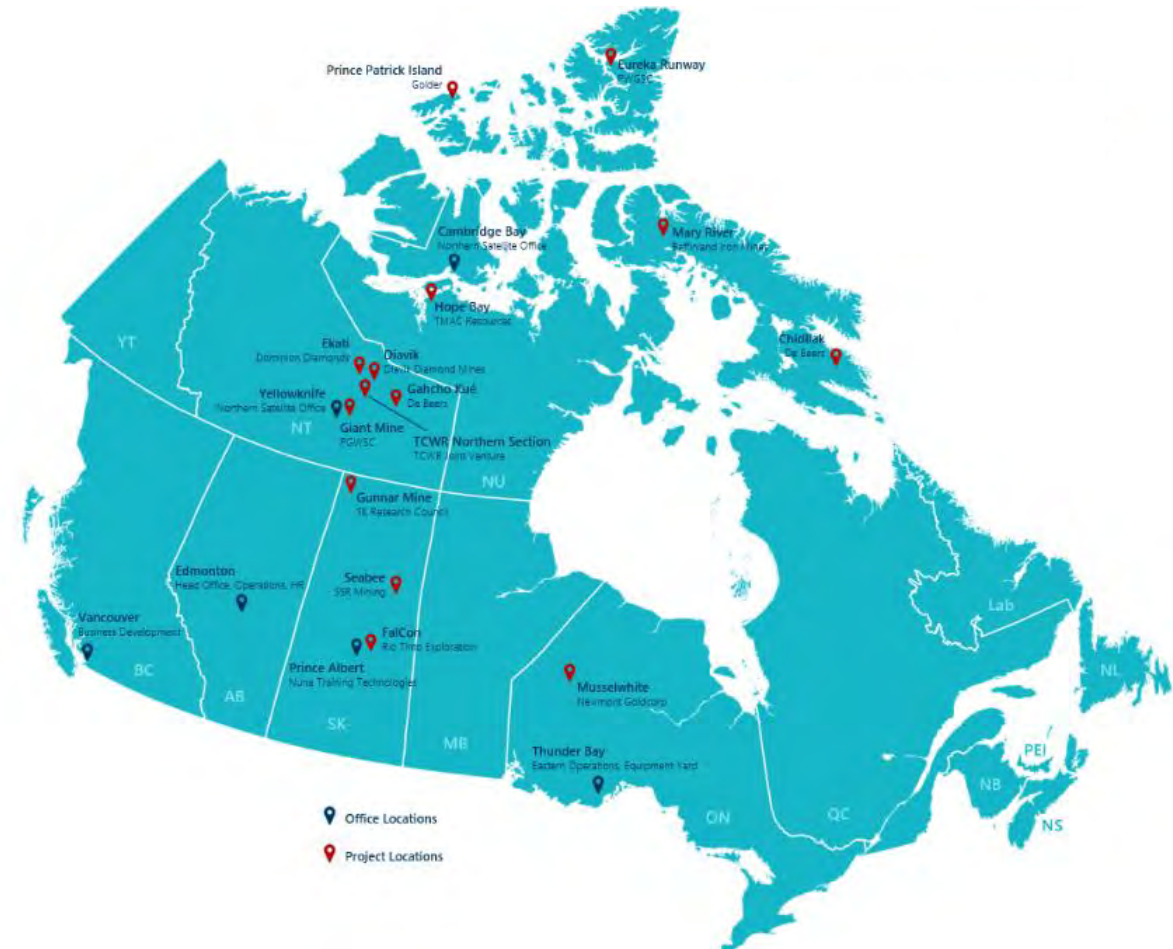 Prince Patrick Island
Golder
Eureka Runway
PWGSC
Cambridge Bay
Northern Satellite Office
Mary River
Baffinland Iron Mines
Hope Bay
TMAC Resources
Chidliak
De Beers
Ekati
Dominion Diamonds
Diavik
Diavik Diamond Mines
Yellowknife
Northern Satellite Office
Gahcho Kué
De Beers
Giant Mine
PGWSC
TCWR Northern Section
TCWR Joint Venture
YT
NT
NU
Gunnar Mine
SK Research Council
Edmonton
Head Office, Operations, HR
Seabee
SSR Mining
Vancouver
Business Development
FalCon
Rio Tinto Exploration
Prince Albert
Nuna Training Technologies
Musselwhite
Newmont Goldcorp
Thunder Bay
Eastern Operations, Equipment Yard
BC
AB
SK
MB
ON
QC
Lab
NL
PEI
NB
NS
Office Locations
Project Locations